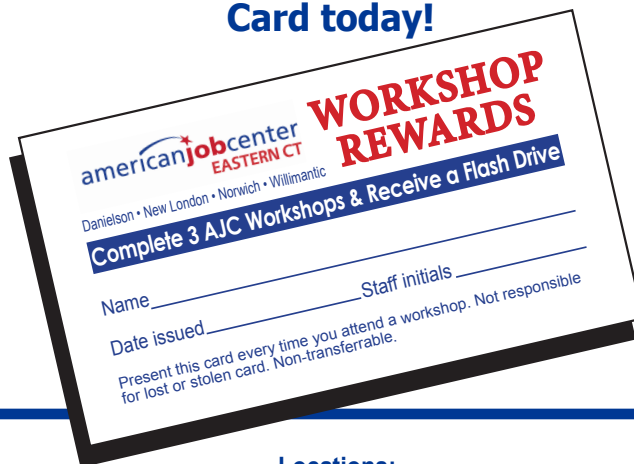 Card today!
WORKSHOP
REWARDS
americanjobcenter
EASTERN CT
Danielson • New London • Norwich • Willimantic
Complete 3 AJC Workshops & Receive a Flash Drive
Name
Date issued Staff initials
Present this card every time you attend a workshop. Not responsible
for lost or stolen card. Non-transferrable.
Locations: